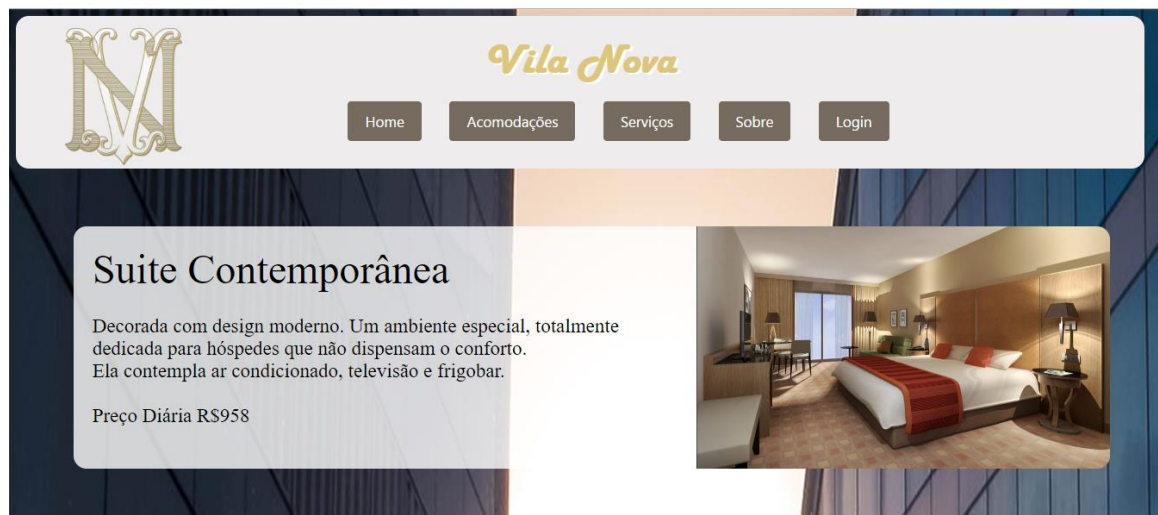 Vila Nova
Home Acomodações Serviços Sobre Login
Suite Contemporânea
Decorada com design moderno. Um ambiente especial, totalmente
dedicada para hóspedes que não dispensam o conforto.
Ela contempla ar condicionado, televisão e frigobar.
Preço Diária R$958